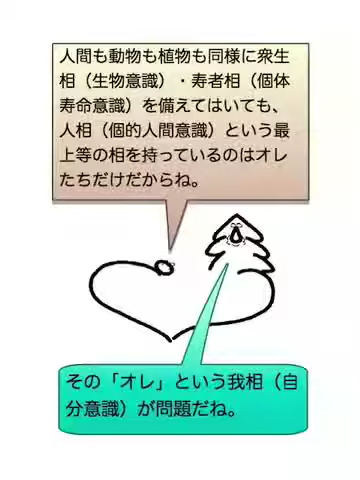 人間も動物も植物も同様に衆生
相（生物意識）・寿者相（個体
寿命意識）を備えてはいても、
人相（個的人間意識）という最
上等の相を持っているのはオレ
たちだけだからね。
その「オレ」という我相（自
分意識）が問題だね。